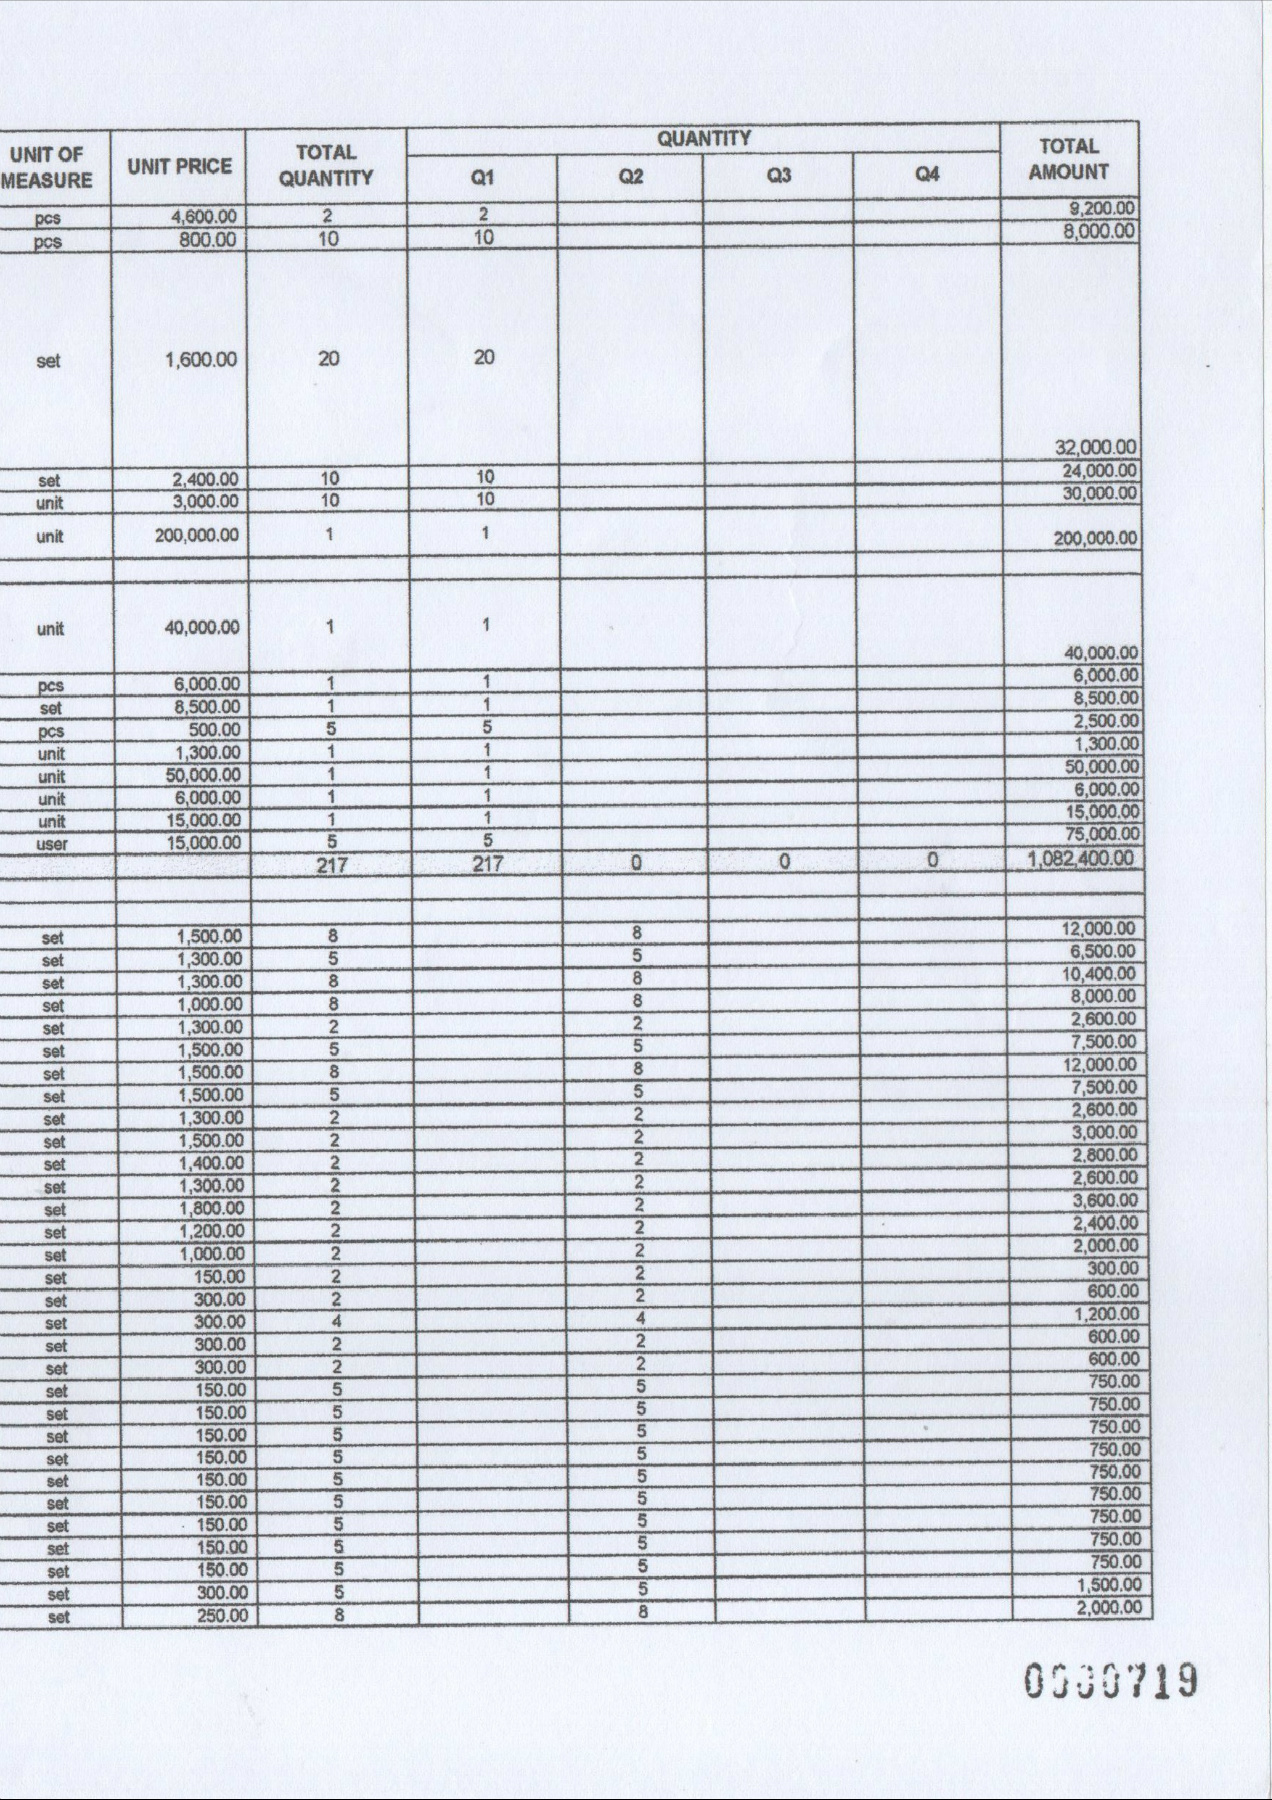 UNIT OF MEASURE UNIT PRICE TOTAL QUANTITY QUANTITY TOTAL AMOUNT
Q1 Q2 Q3 Q4
pcs 4,600.00 2 2 9,200.00
pcs 800.00 10 10 8,000.00
set 1,600.00 20 20 32,000.00
set 2,400.00 10 10 24,000.00
unit 3,000.00 10 10 30,000.00
unit 200,000.00 1 1 200,000.00
unit 40,000.00 1 1 40,000.00
pcs 6,000.00 1 1 6,000.00
set 8,500.00 1 1 8,500.00
pcs 500.00 5 5 2,500.00
unit 1,300.00 1 1 1,300.00
unit 50,000.00 1 1 50,000.00
unit 6,000.00 1 1 6,000.00
unit 15,000.00 1 1 15,000.00
user 15,000.00 5 5 75,000.00
217 217 0 0 0 1,082,400.00
set 1,500.00 8 8 12,000.00
set 1,300.00 5 5 6,500.00
set 1,300.00 8 8 10,400.00
set 1,000.00 8 8 8,000.00
set 1,300.00 2 2 2,600.00
set 1,500.00 5 5 7,500.00
set 1,500.00 8 8 12,000.00
set 1,500.00 5 5 7,500.00
set 1,300.00 2 2 2,600.00
set 1,500.00 2 2 3,000.00
set 1,400.00 2 2 2,800.00
set 1,300.00 2 2 2,600.00
set 1,800.00 2 2 3,600.00
set 1,200.00 2 2 2,400.00
set 1,000.00 2 2 2,000.00
set 150.00 2 2 300.00
set 300.00 2 2 600.00
set 300.00 4 4 1,200.00
set 300.00 2 2 600.00
set 300.00 2 2 600.00
set 150.00 5 5 750.00
set 150.00 5 5 750.00
set 150.00 5 5 750.00
set 150.00 5 5 750.00
set 150.00 5 5 750.00
set 150.00 5 5 750.00
set 150.00 5 5 750.00
set 150.00 5 5 750.00
set 150.00 5 5 750.00
set 300.00 5 5 1,500.00
set 250.00 8 8 2,000.00
0000719